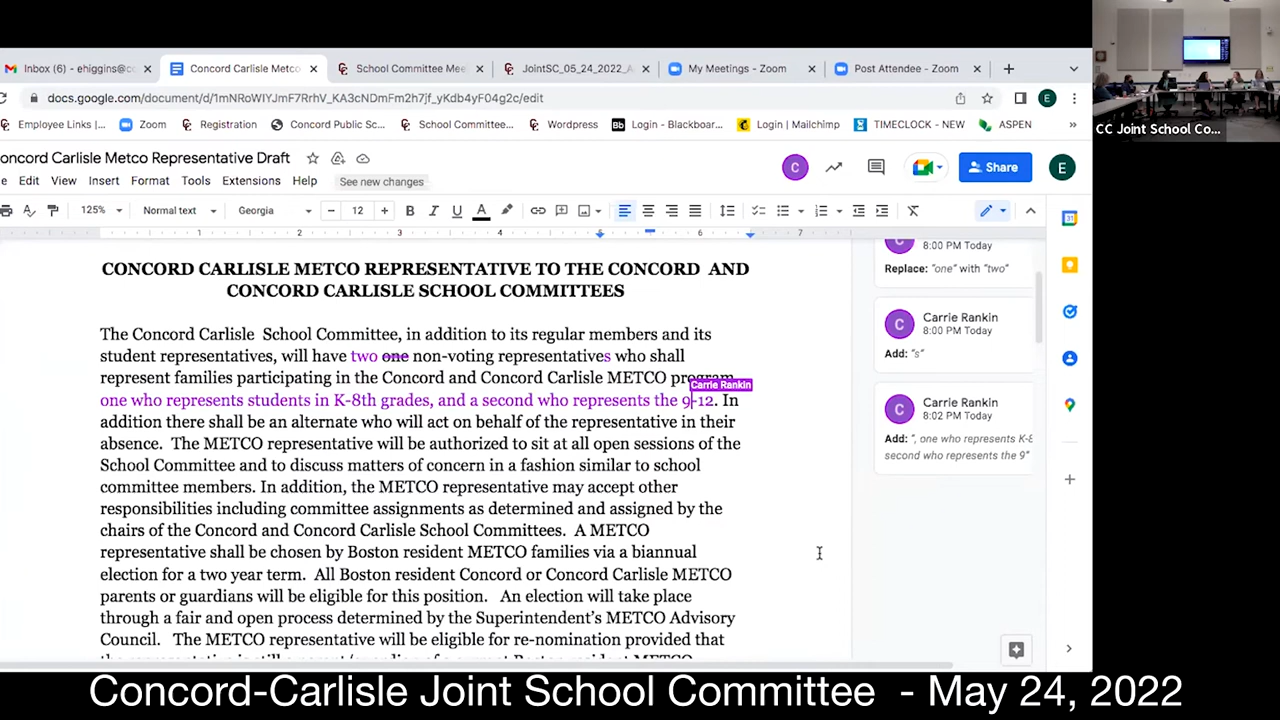 Inbox (6) - ehiggins@c
Concord Carlisle Metco
School Committee Mee
JointSC_05_24_2022_A
My Meetings - Zoom
Post Attendee - Zoom
docs.google.com/document/d/1mNRoWIYJmF7RrhV_KA3cNDmFm2h7jf_yKdb4yF04g2c/edit
E
Employee Links |...
Zoom
Registration
Concord Public Sc...
School Committee...
Wordpress
Bb Login - Blackboar...
Login | Mailchimp
TIMECLOCK - NEW
ASPEN
CC Joint School Co...
oncord Carlisle Metco Representative Draft
C
Share
E
e Edit View Insert Format Tools Extensions Help See new changes
125% Normal text Georgia 12 B I U A
1 2 3 4 5 6 7
CONCORD CARLISLE METCO REPRESENTATIVE TO THE CONCORD AND
CONCORD CARLISLE SCHOOL COMMITTEES
The Concord Carlisle School Committee, in addition to its regular members and its
student representatives, will have two one non-voting representatives who shall
represent families participating in the Concord and Concord Carlisle METCO program
Carrie Rankin
one who represents students in K-8th grades, and a second who represents the 9-12. In
addition there shall be an alternate who will act on behalf of the representative in their
absence. The METCO representative will be authorized to sit at all open sessions of the
School Committee and to discuss matters of concern in a fashion similar to school
committee members. In addition, the METCO representative may accept other
responsibilities including committee assignments as determined and assigned by the
chairs of the Concord and Concord Carlisle School Committees. A METCO
representative shall be chosen by Boston resident METCO families via a biannual
election for a two year term. All Boston resident Concord or Concord Carlisle METCO
parents or guardians will be eligible for this position. An election will take place
through a fair and open process determined by the Superintendent's METCO Advisory
Council. The METCO representative will be eligible for re-nomination provided that
C
8:00 PM Today
Replace: "one" with "two"
C
Carrie Rankin
8:00 PM Today
Add: "s"
C
Carrie Rankin
8:02 PM Today
Add: ", one who represents K-8
second who represents the 9"
31
Concord-Carlisle Joint School Committee - May 24, 2022